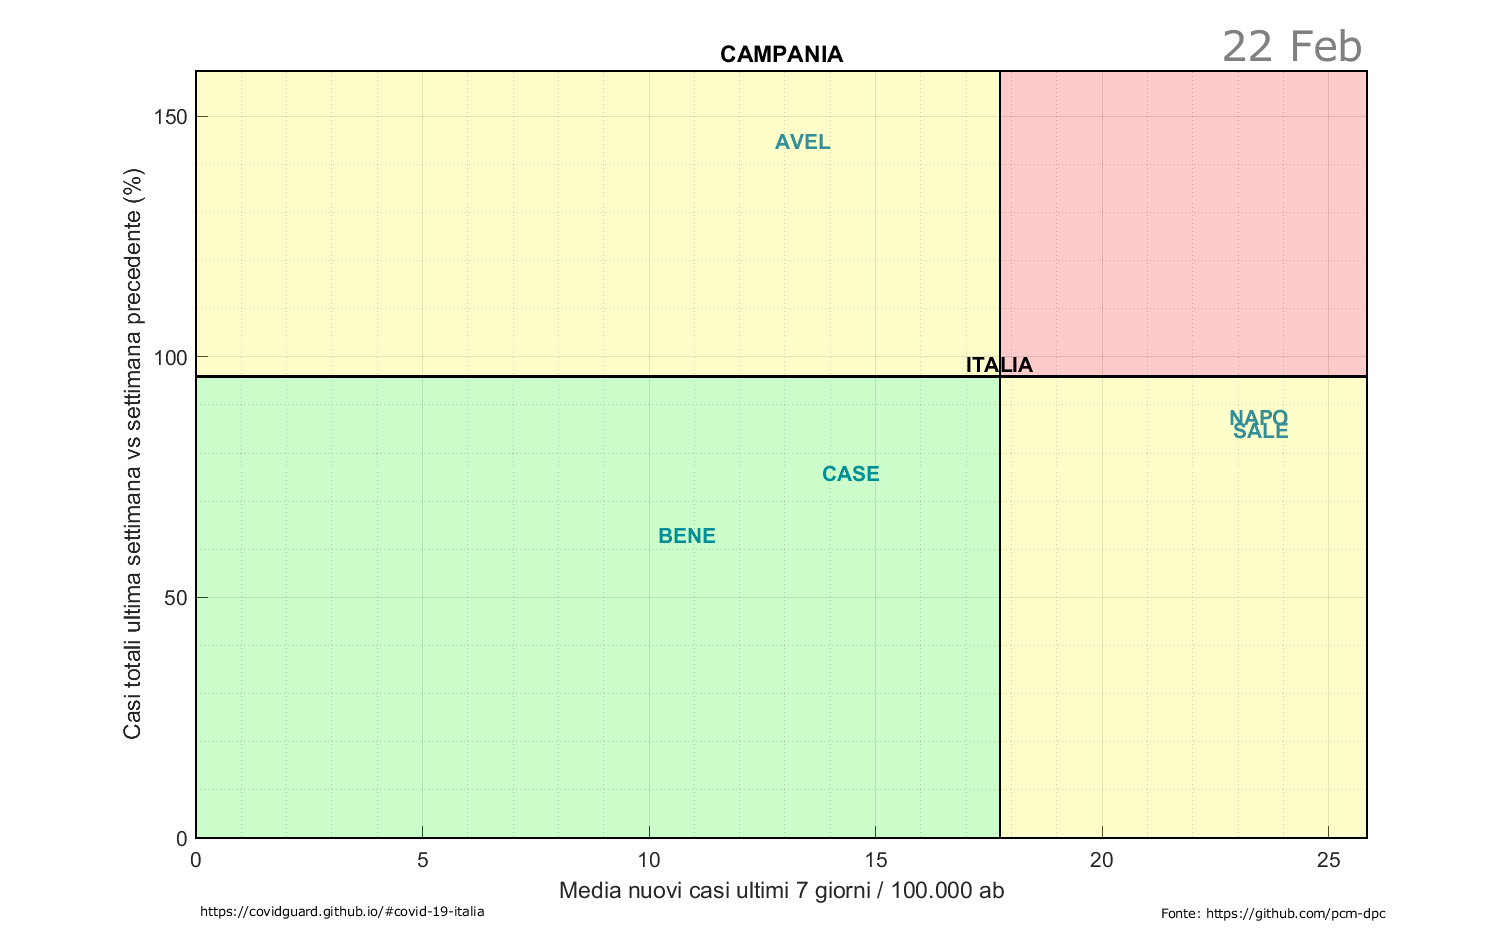 22 Feb
CAMPANIA
Casi totali ultima settimana vs settimana precedente (%)
150
100
50
0
AVEL
ITALIA
NAPO
SALE
CASE
BENE
0 5 10 15 20 25
Media nuovi casi ultimi 7 giorni / 100.000 ab
https://covidguard.github.io/#covid-19-italia
Fonte: https://github.com/pcm-dpc